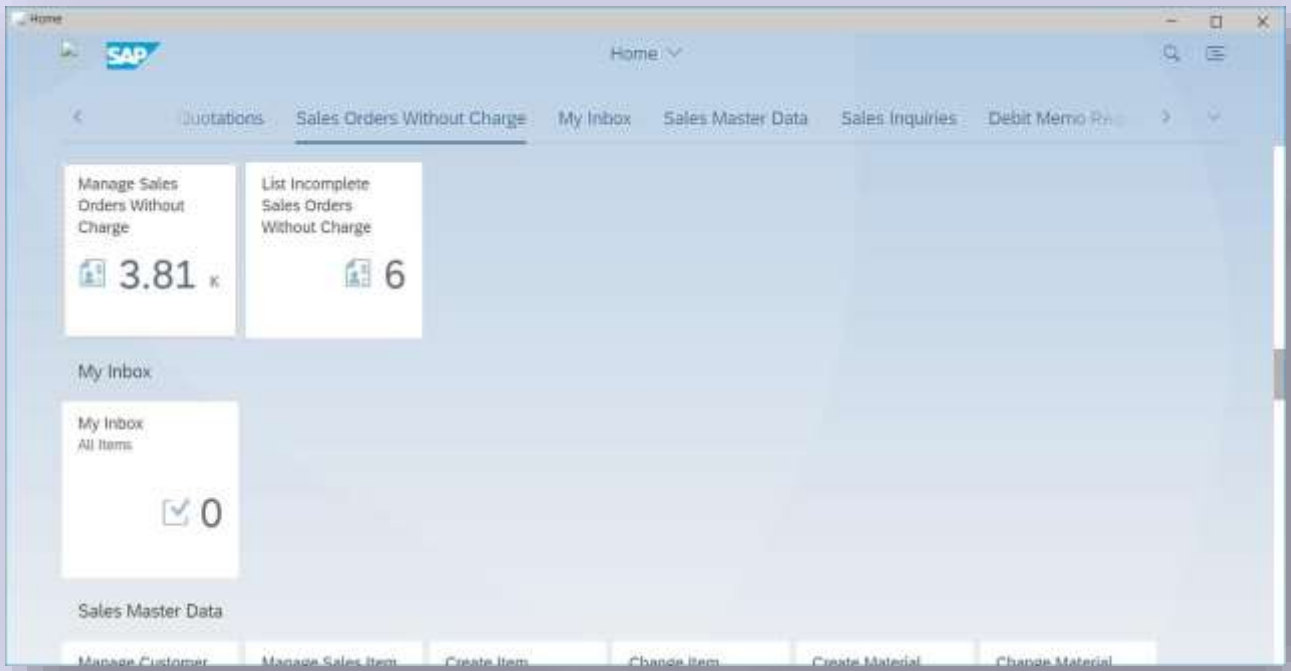 Home
SAP
Home
Quotations Sales Orders Without Charge My Inbox Sales Master Data Sales Inquiries Debit Memo
Manage Sales
Orders Without
Charge
3.81 K
List Incomplete
Sales Orders
Without Charge
6
My Inbox
My Inbox
All Items
0
Sales Master Data
Manage Customer Manage Sales Item Create Item Change Item Create Material Change Material